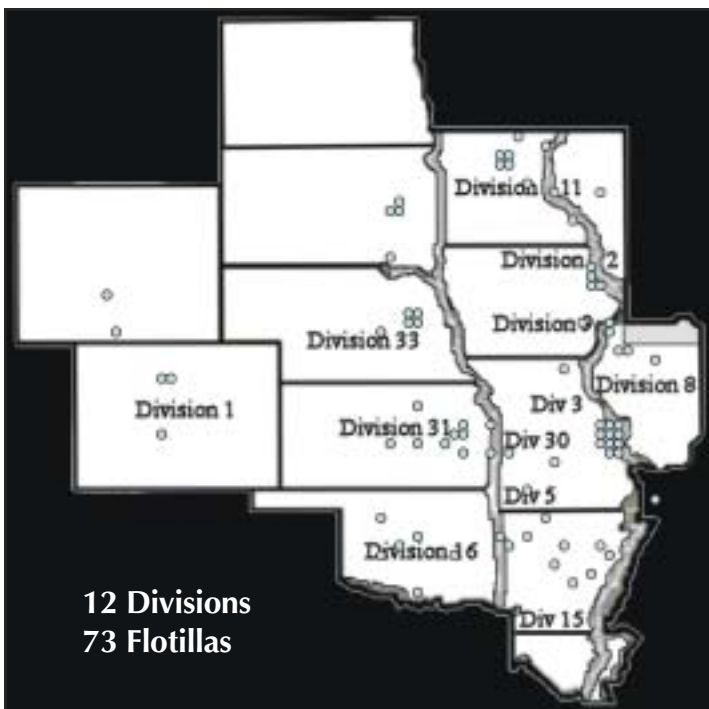 Division 11
Division 2
Division 9
Division 33
Division 8
Division 1
Div 3
Division 31
Div 30
Div 5
Division 16
12 Divisions
73 Flotillas
Div 15